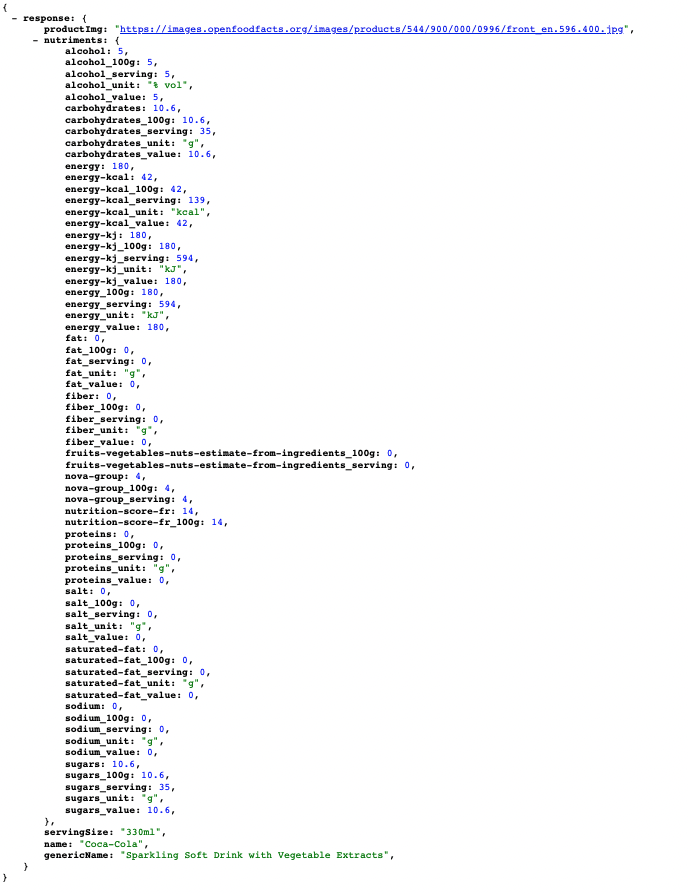 {
- response: {
productImg: "https://images.openfoodfacts.org/images/products/544/900/000/0996/front_en.596.400.jpg",
- nutriments: {
alcohol: 5,
alcohol_100g: 5,
alcohol_serving: 5,
alcohol_unit: "% vol",
alcohol_value: 5,
carbohydrates: 10.6,
carbohydrates_100g: 10.6,
carbohydrates_serving: 35,
carbohydrates_unit: "g",
carbohydrates_value: 10.6,
energy: 180,
energy-kcal: 42,
energy-kcal_100g: 42,
energy-kcal_serving: 139,
energy-kcal_unit: "kcal",
energy-kcal_value: 42,
energy-kj: 180,
energy-kj_100g: 180,
energy-kj_serving: 594,
energy-kj_unit: "kJ",
energy-kj_value: 180,
energy_100g: 180,
energy_serving: 594,
energy_unit: "kJ",
energy_value: 180,
fat: 0,
fat_100g: 0,
fat_serving: 0,
fat_unit: "g",
fat_value: 0,
fiber: 0,
fiber_100g: 0,
fiber_serving: 0,
fiber_unit: "g",
fiber_value: 0,
fruits-vegetables-nuts-estimate-from-ingredients_100g: 0,
fruits-vegetables-nuts-estimate-from-ingredients_serving: 0,
nova-group: 4,
nova-group_100g: 4,
nova-group_serving: 4,
nutrition-score-fr: 14,
nutrition-score-fr_100g: 14,
proteins: 0,
proteins_100g: 0,
proteins_serving: 0,
proteins_unit: "g",
proteins_value: 0,
salt: 0,
salt_100g: 0,
salt_serving: 0,
salt_unit: "g",
salt_value: 0,
saturated-fat: 0,
saturated-fat_100g: 0,
saturated-fat_serving: 0,
saturated-fat_unit: "g",
saturated-fat_value: 0,
sodium: 0,
sodium_100g: 0,
sodium_serving: 0,
sodium_unit: "g",
sodium_value: 0,
sugars: 10.6,
sugars_100g: 10.6,
sugars_serving: 35,
sugars_unit: "g",
sugars_value: 10.6,
},
servingSize: "330ml",
name: "Coca-Cola",
genericName: "Sparkling Soft Drink with Vegetable Extracts",
}
}